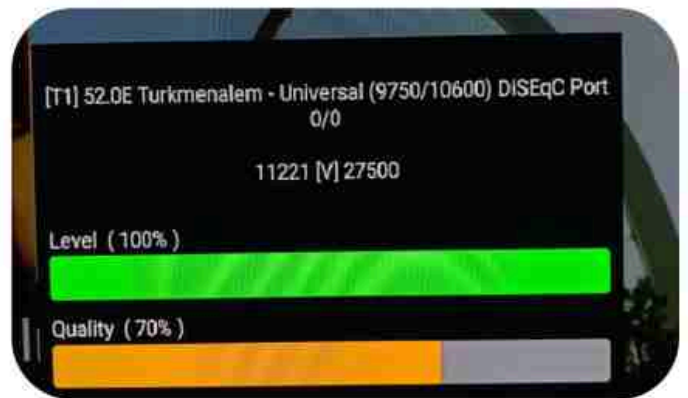 [T1] 52.0E Turkmenalem - Universal (9750/10600) DiSEqC Port
0/0
11221 [V] 27500
Level ( 100% )
Quality ( 70% )